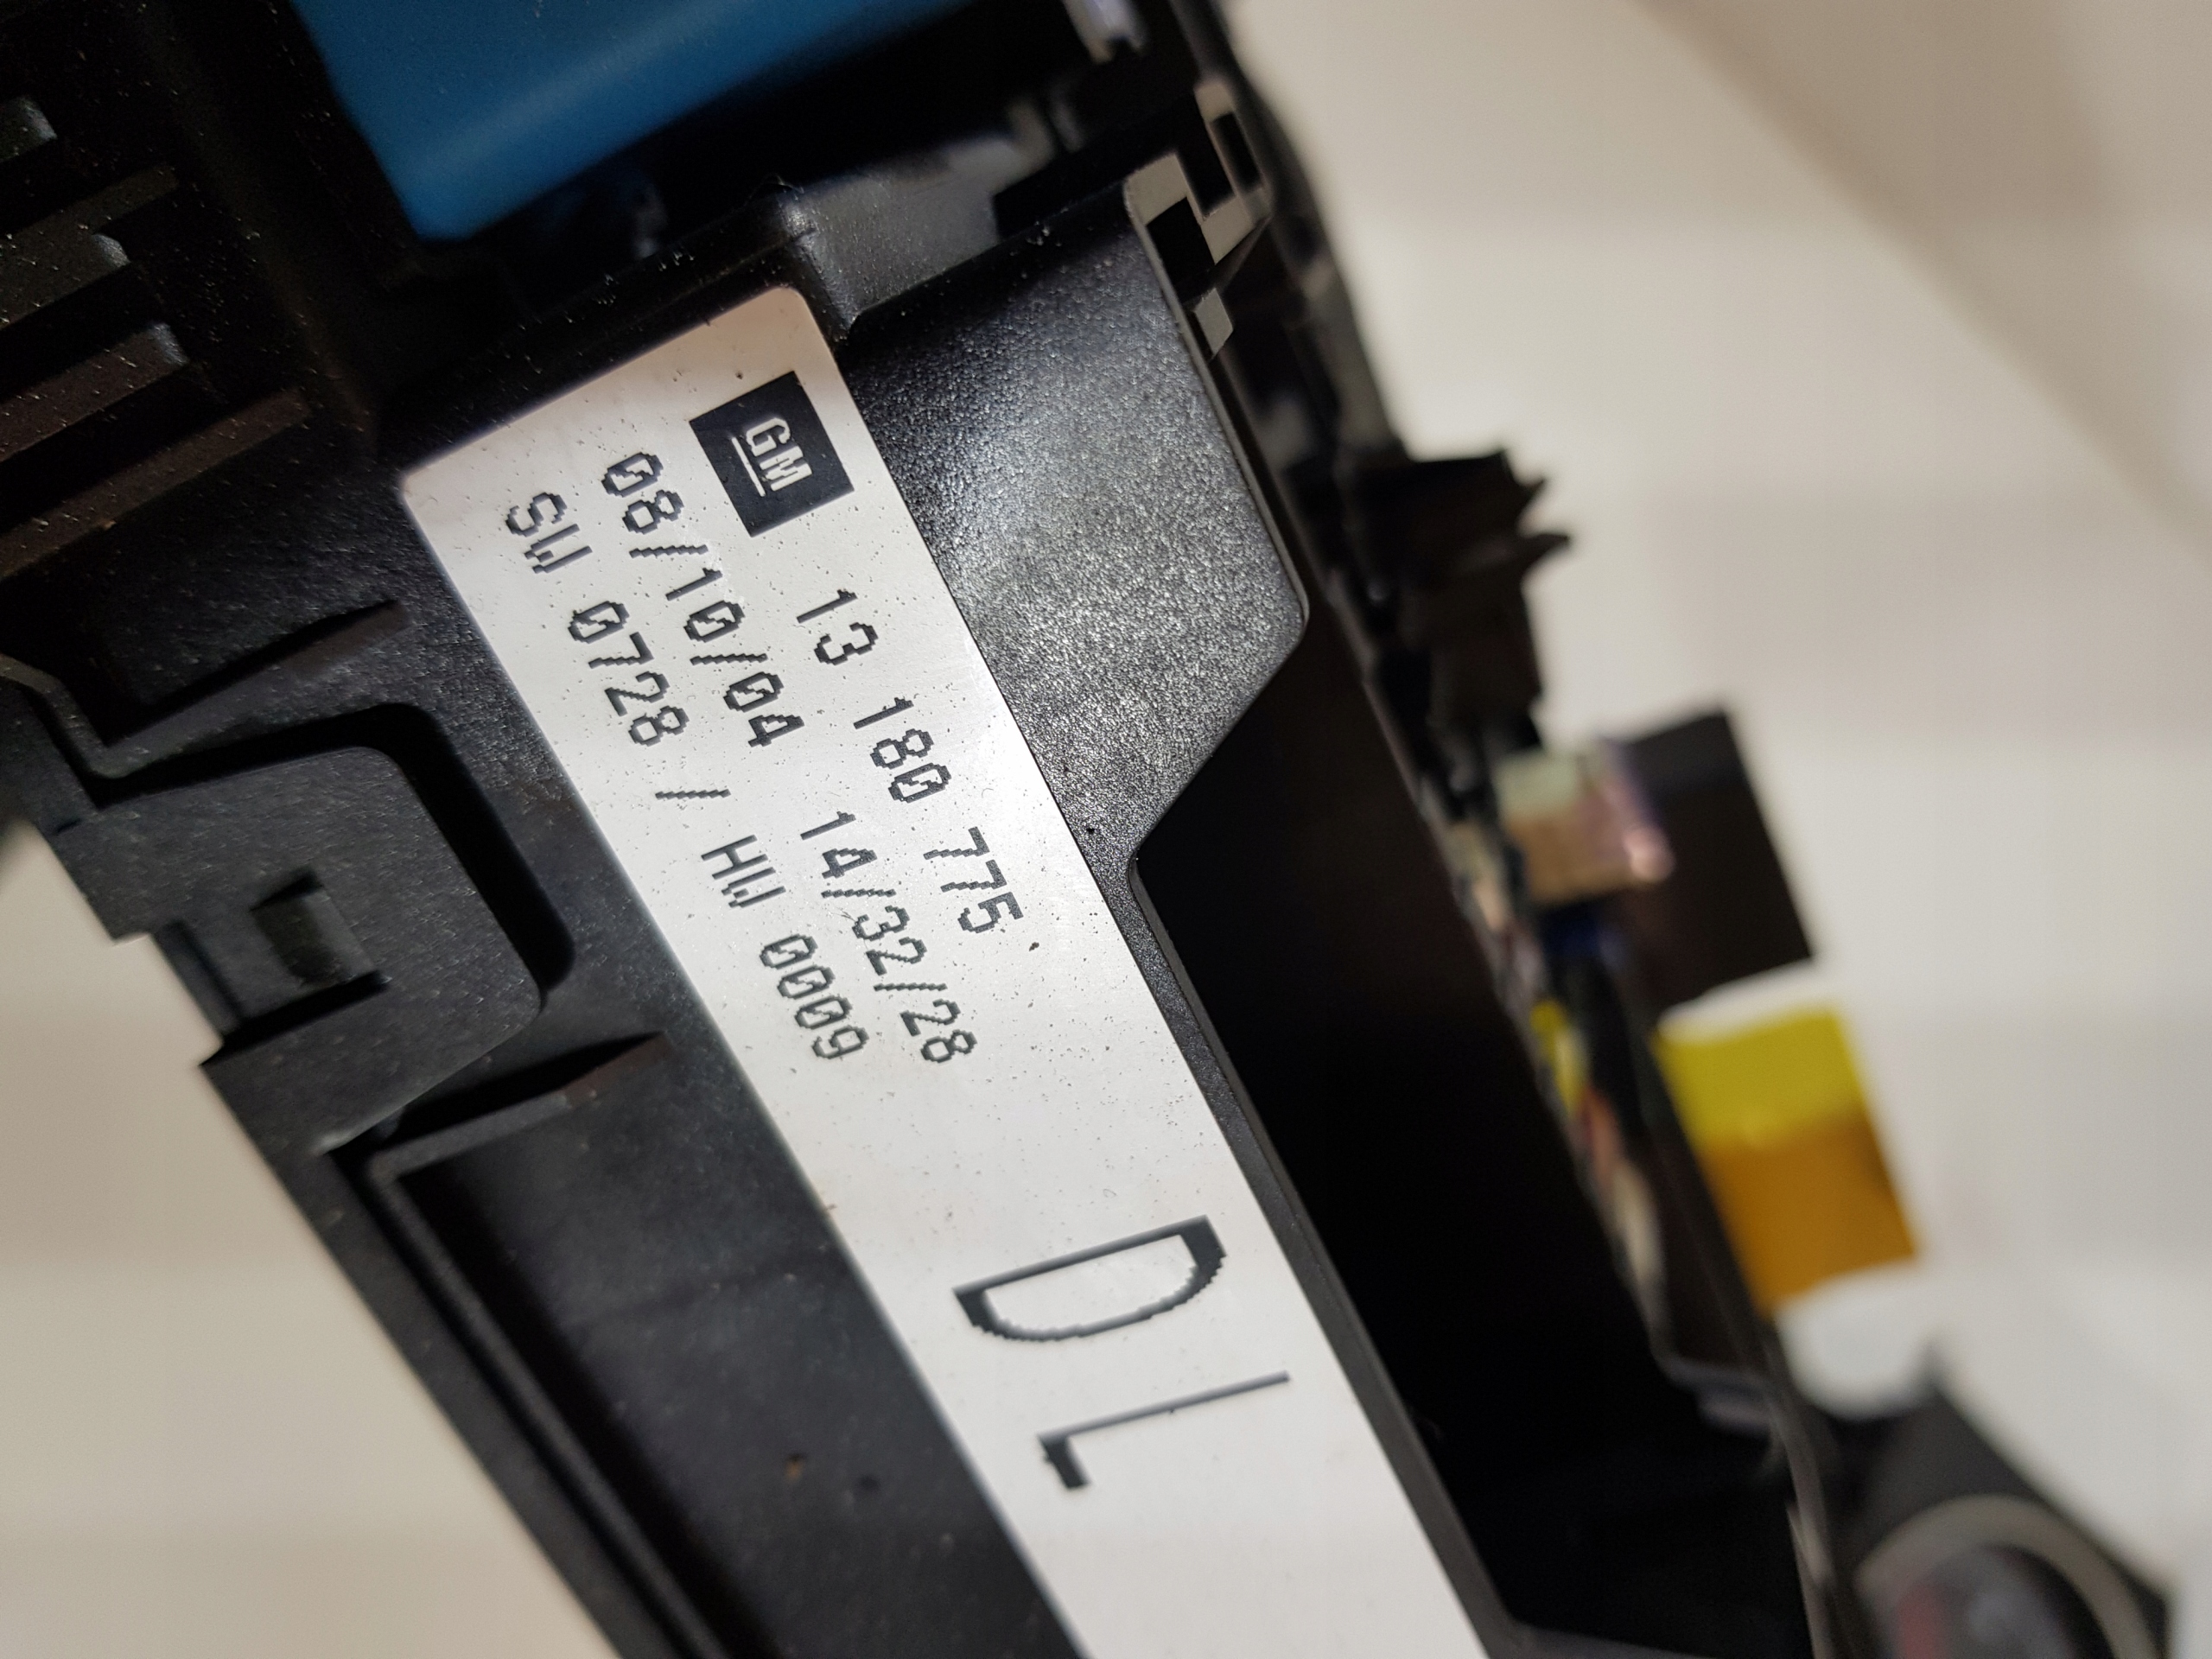 GM 13 180 775
08/10/04 14/32/28
SW 0728 / HW 0009
DL